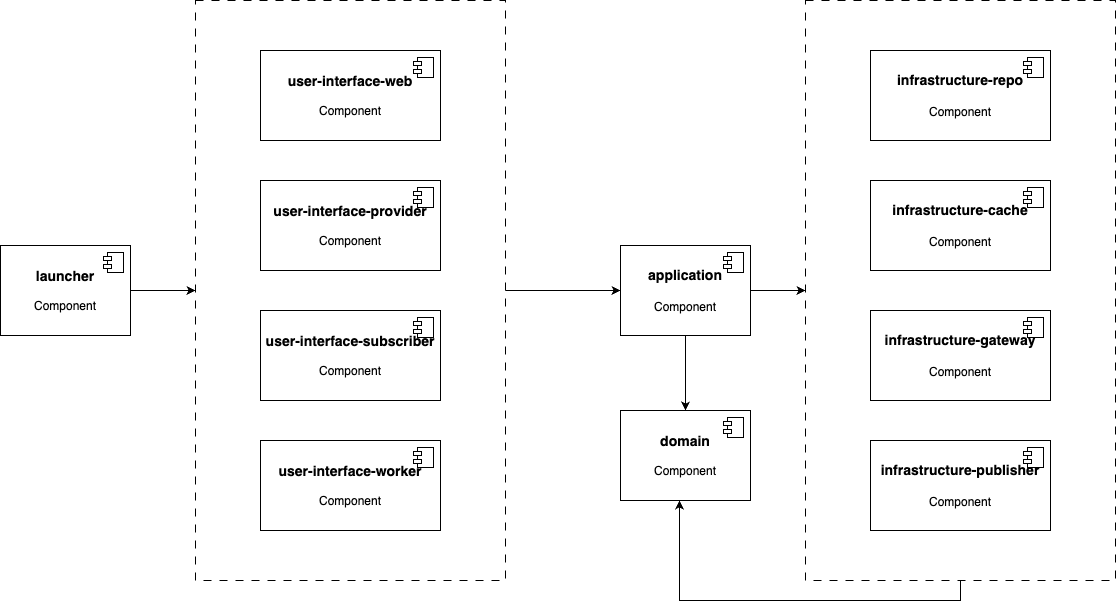 launcher
Component
user-interface-web
Component
user-interface-provider
Component
user-interface-subscriber
Component
user-interface-worker
Component
application
Component
domain
Component
infrastructure-repo
Component
infrastructure-cache
Component
infrastructure-gateway
Component
infrastructure-publisher
Component